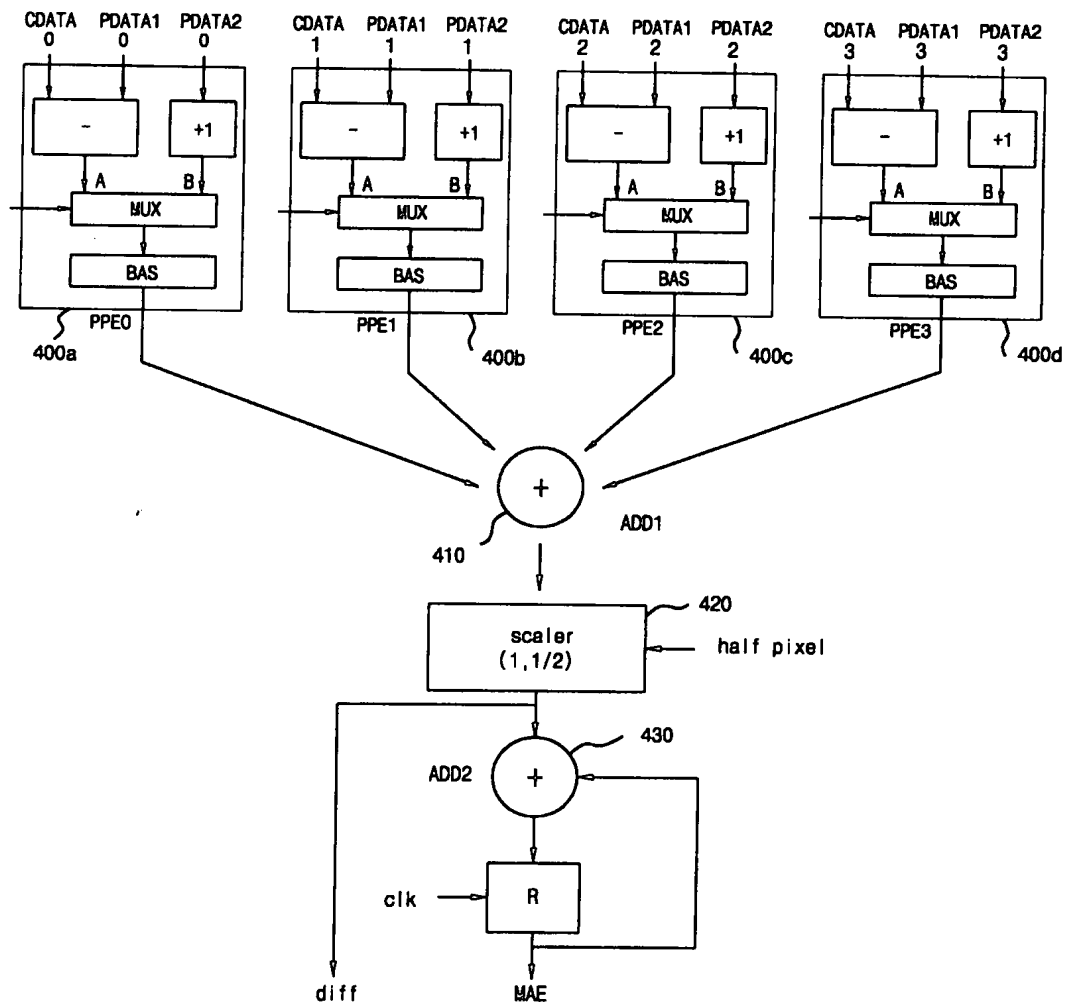 CDATA PDATA1 PDATA2
0 0 0
CDATA PDATA1 PDATA2
1 1 1
CDATA PDATA1 PDATA2
2 2 2
CDATA PDATA1 PDATA2
3 3 3
- +1
- +1
- +1
- +1
A B
A B
A B
A B
MUX
MUX
MUX
MUX
BAS
BAS
BAS
BAS
PPE0
PPE1
PPE2
PPE3
400a
400b
400c
400d
+
ADD1
410
420
scaler
(1,1/2)
half pixel
430
ADD2
+
clk
R
diff
MAE